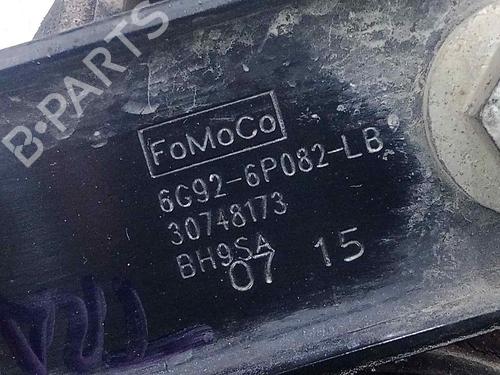 B-PARTS
FoMoCo
6G92-6P082-LB
30748173
BH9SA
07 15